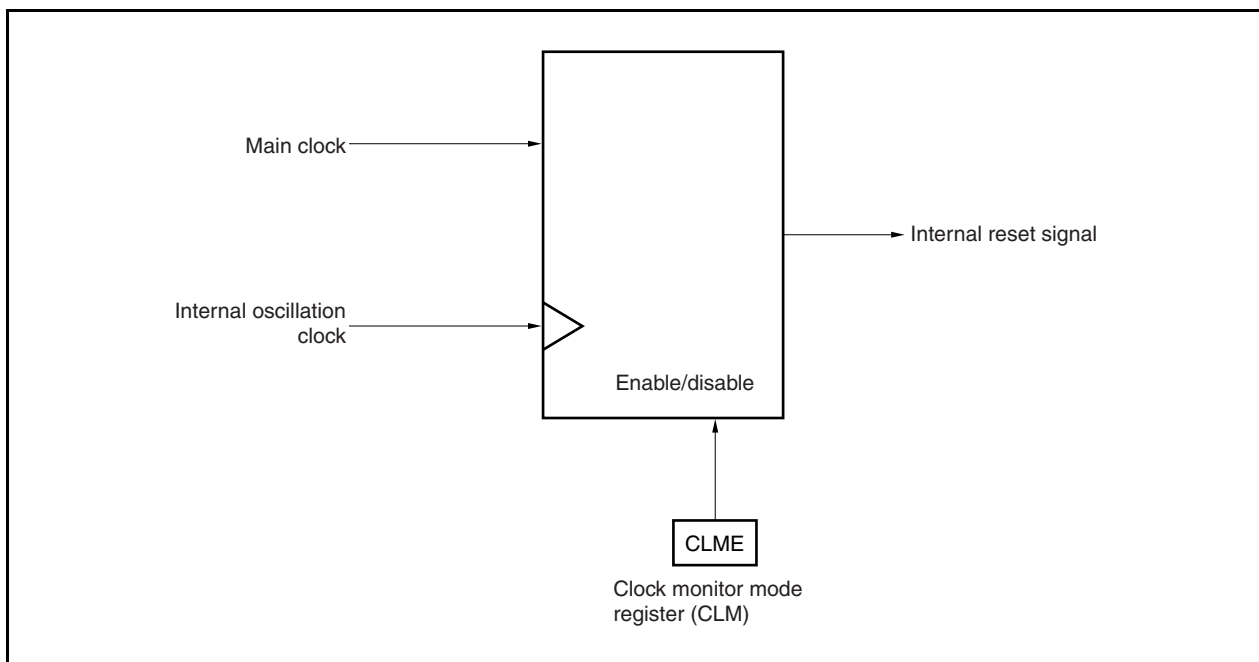 Main clock
Internal reset signal
Internal oscillation
clock
Enable/disable
CLME
Clock monitor mode
register (CLM)